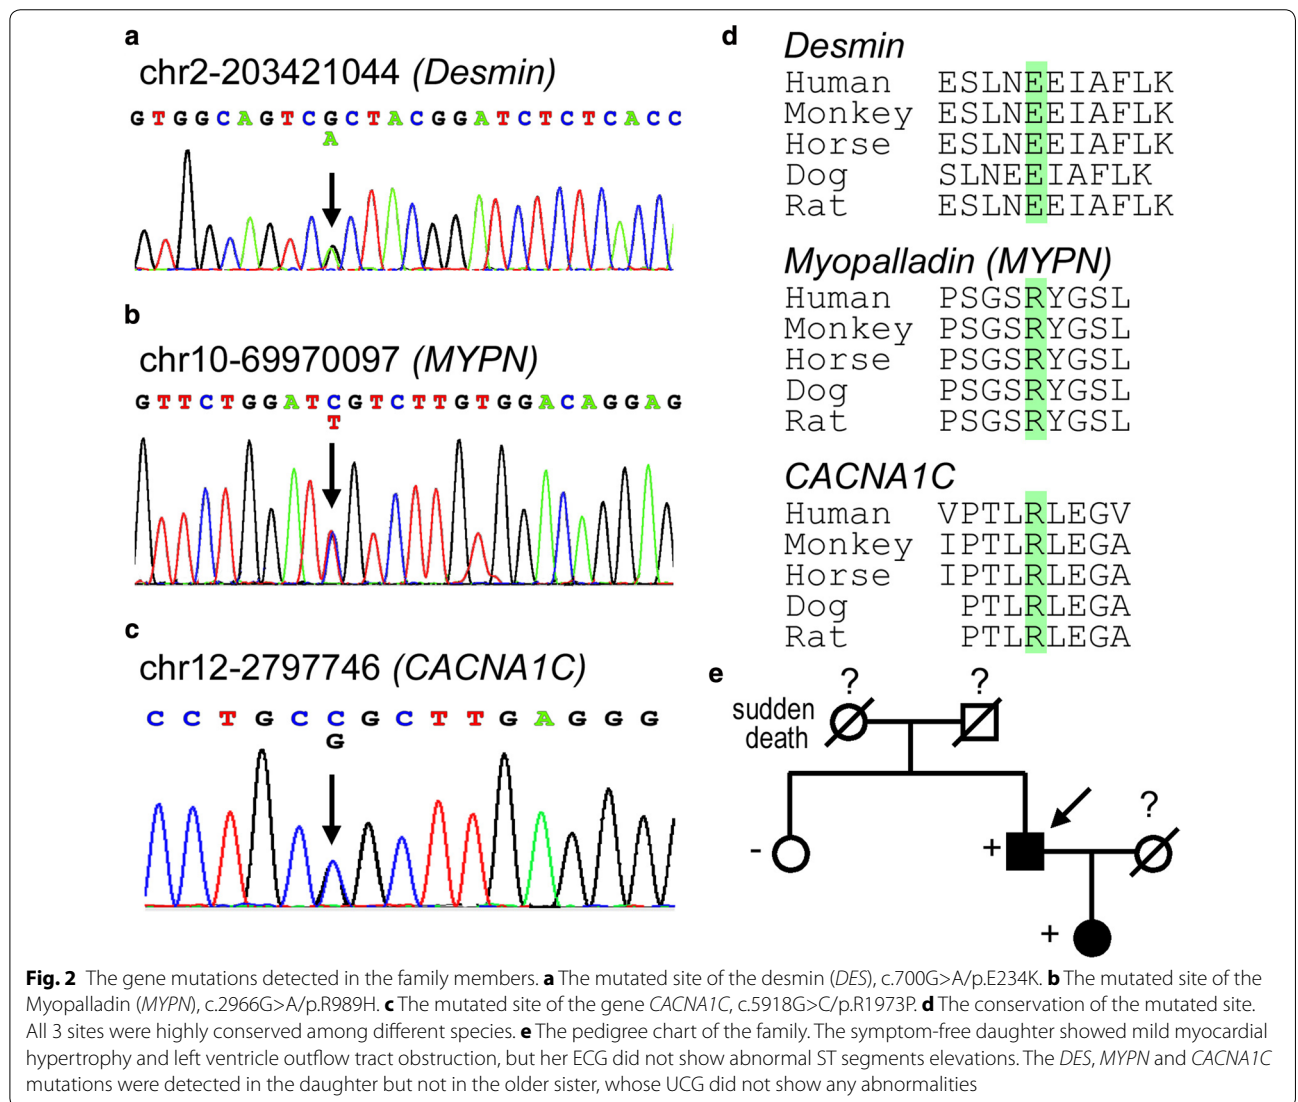 a
chr2-203421044 (Desmin)
GTGGCAGTCGCTACGGATCTCTCACC
A
b
chr10-69970097 (MYPN)
GTTCTGGATCGTCTTGTGGACAGGAG
T
c
chr12-2797746 (CACNA1C)
CCTGCCGCTTGAGGG
G
d
Desmin
Human ESLNEEIAFLK
Monkey ESLNEEIAFLK
Horse ESLNEEIAFLK
Dog SLNEEIAFLK
Rat ESLNEEIAFLK
Myopalladin (MYPN)
Human PSGSRYGSL
Monkey PSGSRYGSL
Horse PSGSRYGSL
Dog PSGSRYGSL
Rat PSGSRYGSL
CACNA1C
Human VPTLRLEGV
Monkey IPTLRLEGA
Horse IPTLRLEGA
Dog PTLRLEGA
Rat PTLRLEGA
e
? ?
sudden
death
?
- +
+
Fig. 2 The gene mutations detected in the family members. a The mutated site of the desmin (DES), c.700G>A/p.E234K. b The mutated site of the
Myopalladin (MYPN), c.2966G>A/p.R989H. c The mutated site of the gene CACNA1C, c.5918G>C/p.R1973P. d The conservation of the mutated site.
All 3 sites were highly conserved among different species. e The pedigree chart of the family. The symptom-free daughter showed mild myocardial
hypertrophy and left ventricle outflow tract obstruction, but her ECG did not show abnormal ST segments elevations. The DES, MYPN and CACNA1C
mutations were detected in the daughter but not in the older sister, whose UCG did not show any abnormalities